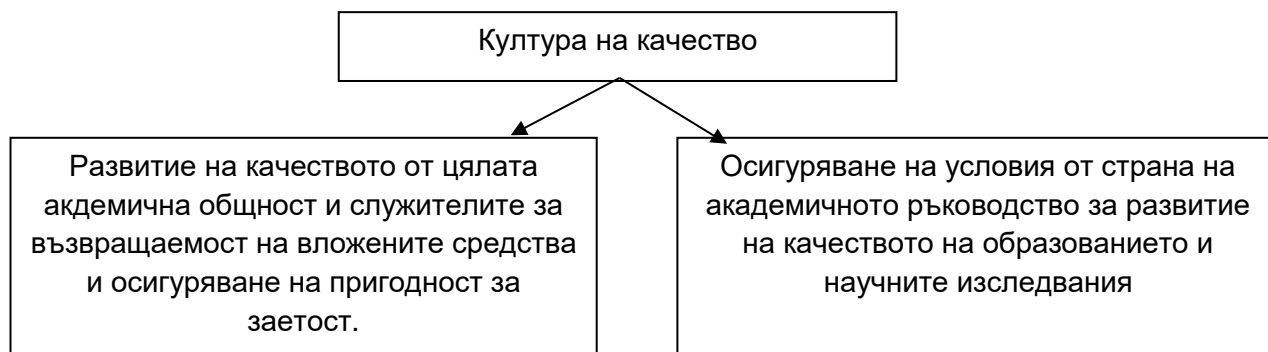 Култура на качество
Развитие на качеството от цялата
акдемична общност и служителите за
възвращаемост на вложените средства
и осигуряване на пригодност за
заетост.
Осигуряване на условия от страна на
академичното ръководство за развитие
на качеството на образованието и
научните изследвания